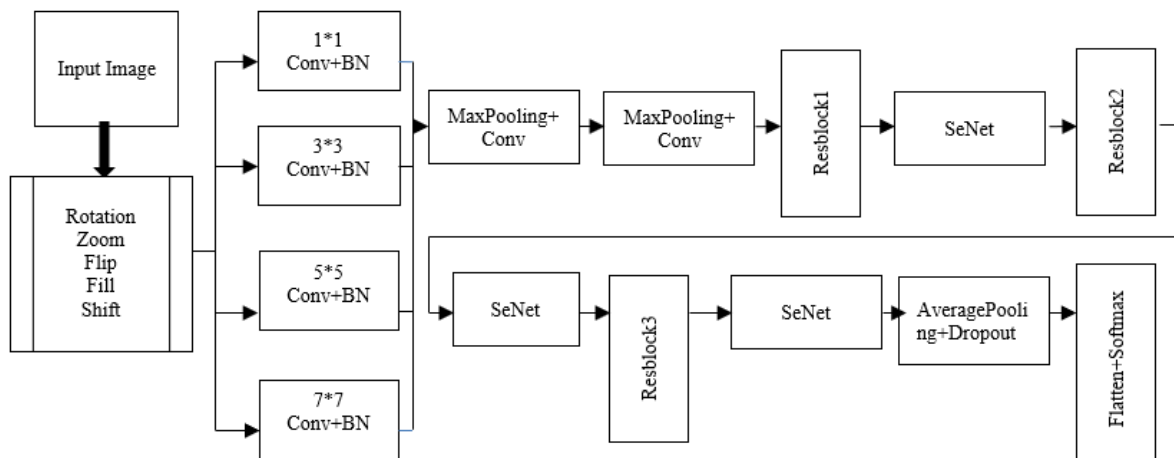 Input Image
Rotation
Zoom
Flip
Fill
Shift
1*1
Conv+BN
3*3
Conv+BN
5*5
Conv+BN
7*7
Conv+BN
MaxPooling+
Conv
MaxPooling+
Conv
Resblock1
SeNet
Resblock2
SeNet
Resblock3
SeNet
AveragePooli
ng+Dropout
Flatten+Softmax